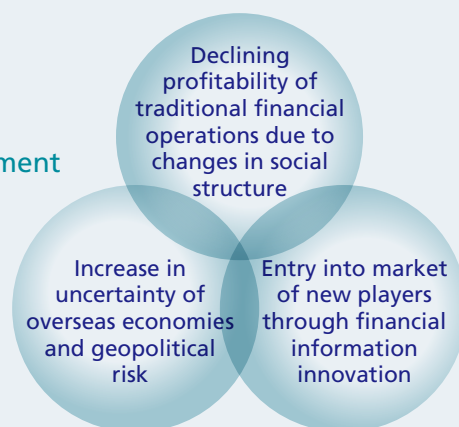 Declining
profitability of
traditional financial
operations due to
changes in social
structure
ment
Increase in
uncertainty of
overseas economies
and geopolitical
risk
Entry into market
of new players
through financial
information
innovation